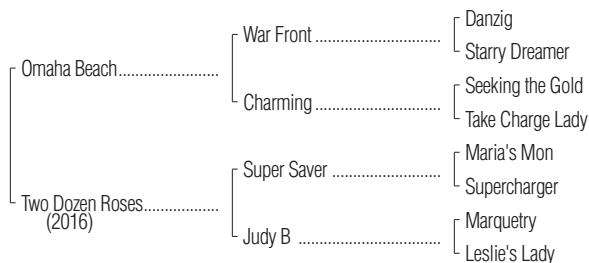 Danzig
War Front
Starry Dreamer
Omaha Beach
Seeking the Gold
Charming
Take Charge Lady
Maria's Mon
Super Saver
Supercharger
Two Dozen Roses
(2016)
Marquetry
Judy B
Leslie's Lady